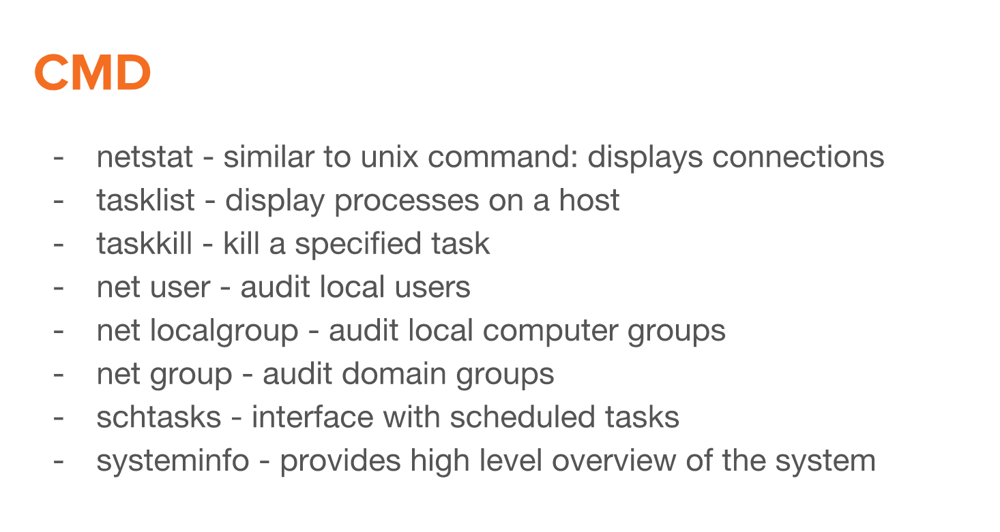 CMD
- netstat - similar to unix command: displays connections
- tasklist - display processes on a host
- taskkill - kill a specified task
- net user - audit local users
- net localgroup - audit local computer groups
- net group - audit domain groups
- schtasks - interface with scheduled tasks
- systeminfo - provides high level overview of the system